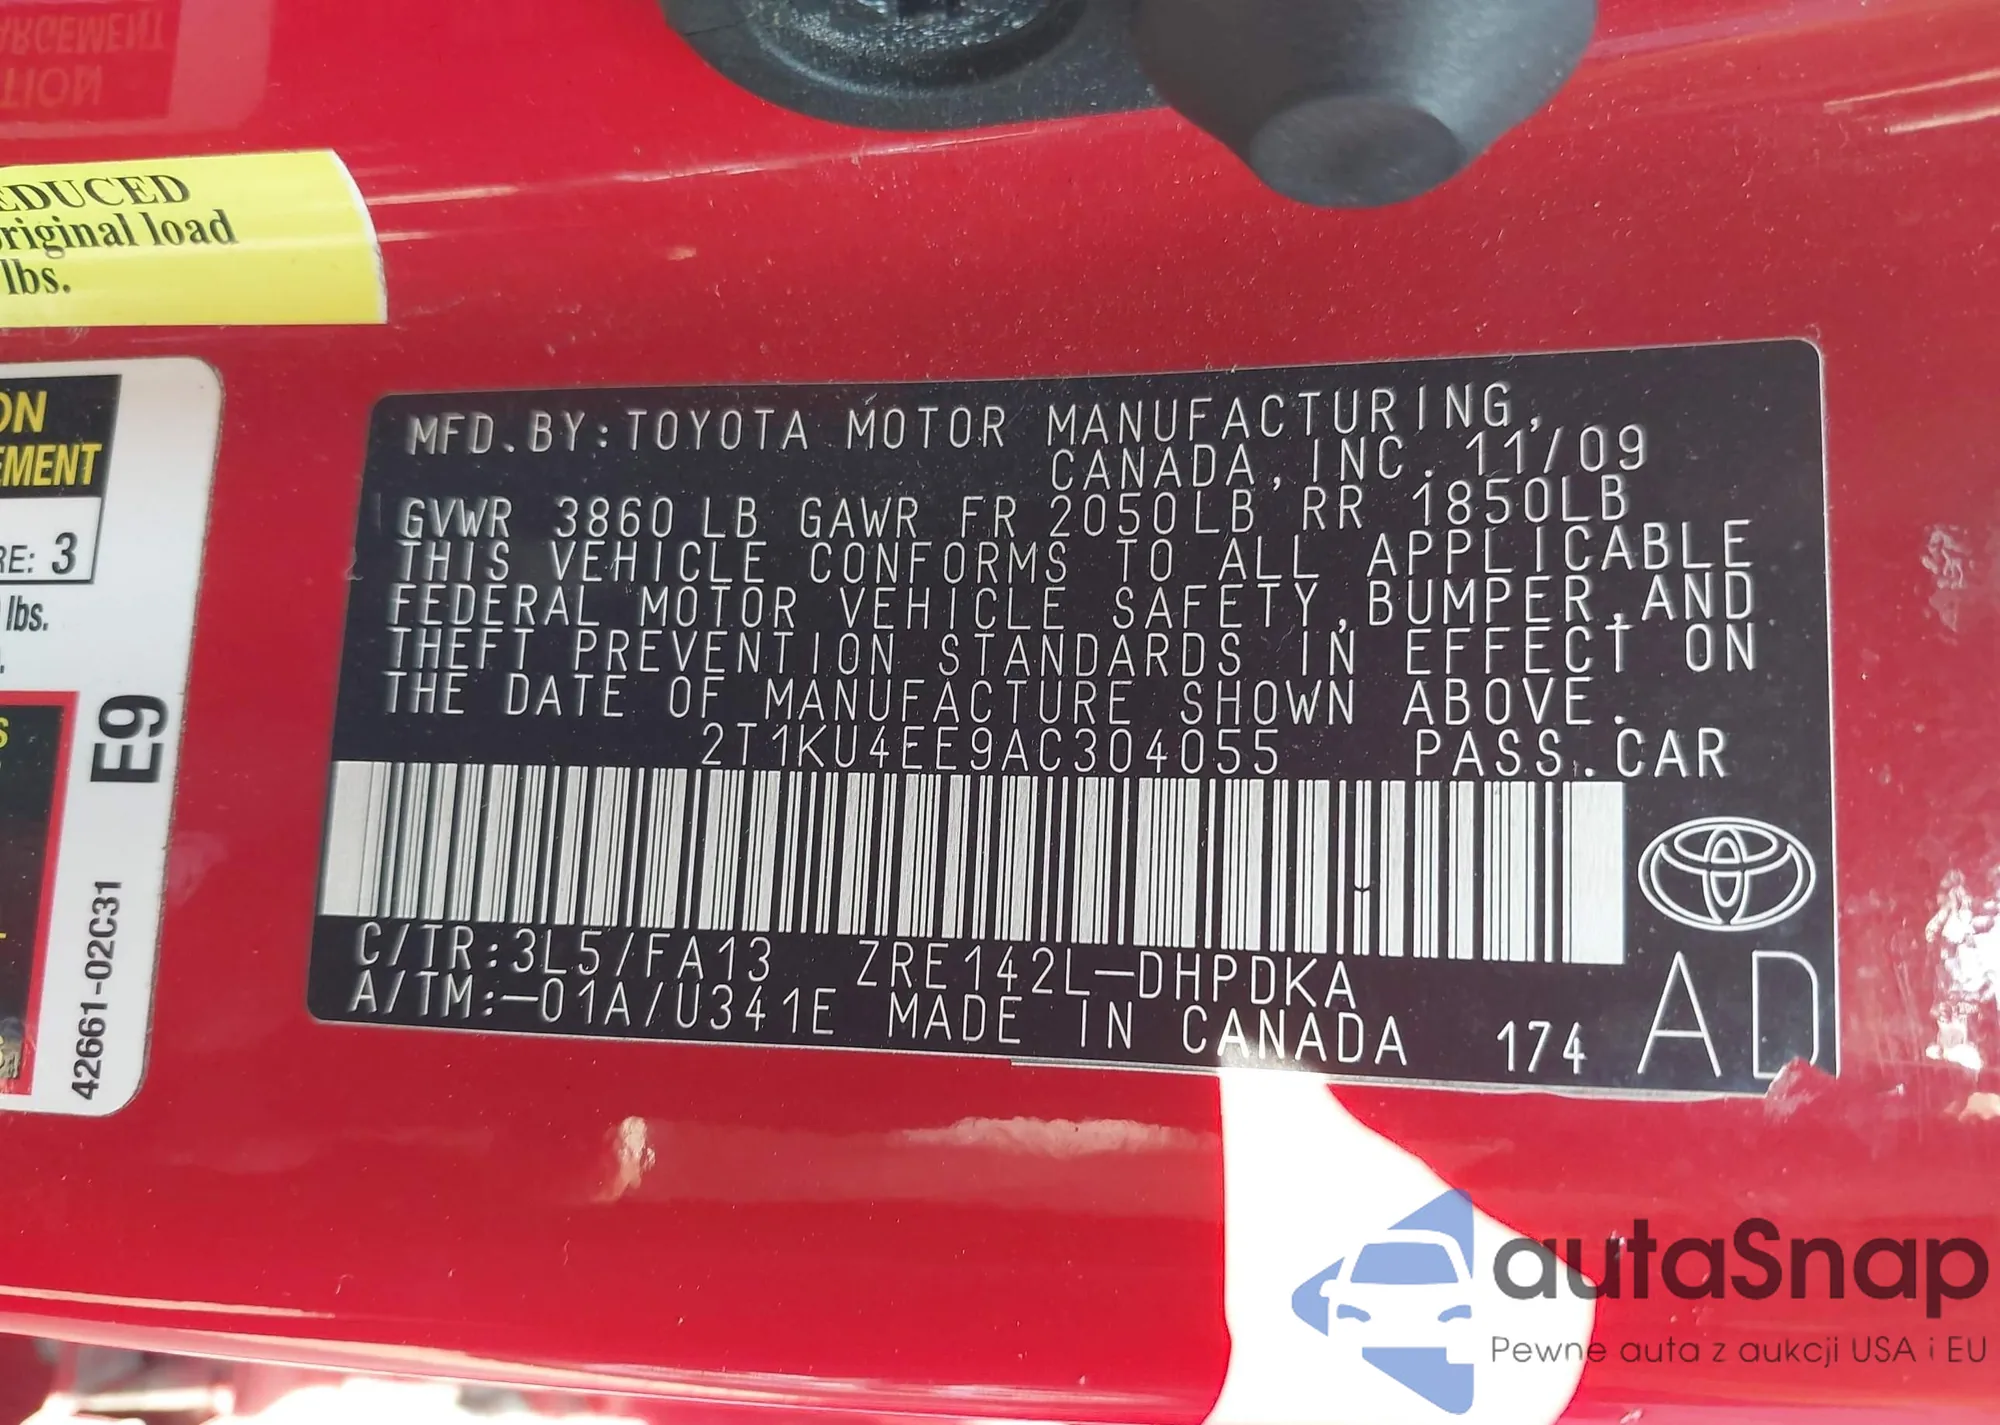 ARGEMENT
TION
EDUCED
original load
lbs.
ON
EMENT
RE: 3
lbs.
E9
42661-02C31
MFD.BY:TOYOTA MOTOR MANUFACTURING,
CANADA,INC. 11/09
GVWR 3860LB GAWR FR 2050LB RR 1850LB
THIS VEHICLE CONFORMS TO ALL APPLICABLE
FEDERAL MOTOR VEHICLE SAFETY,BUMPER,AND
THEFT PREVENTION STANDARDS IN EFFECT ON
THE DATE OF MANUFACTURE SHOWN ABOVE.
2T1KU4EE9AC304055 PASS.CAR
C/TR:3L5/FA13 ZRE142L-DHPDKA
A/TM:-01A/U341E MADE IN CANADA 174
AD
autaSnap
Pewne auta z aukcji USA i EU